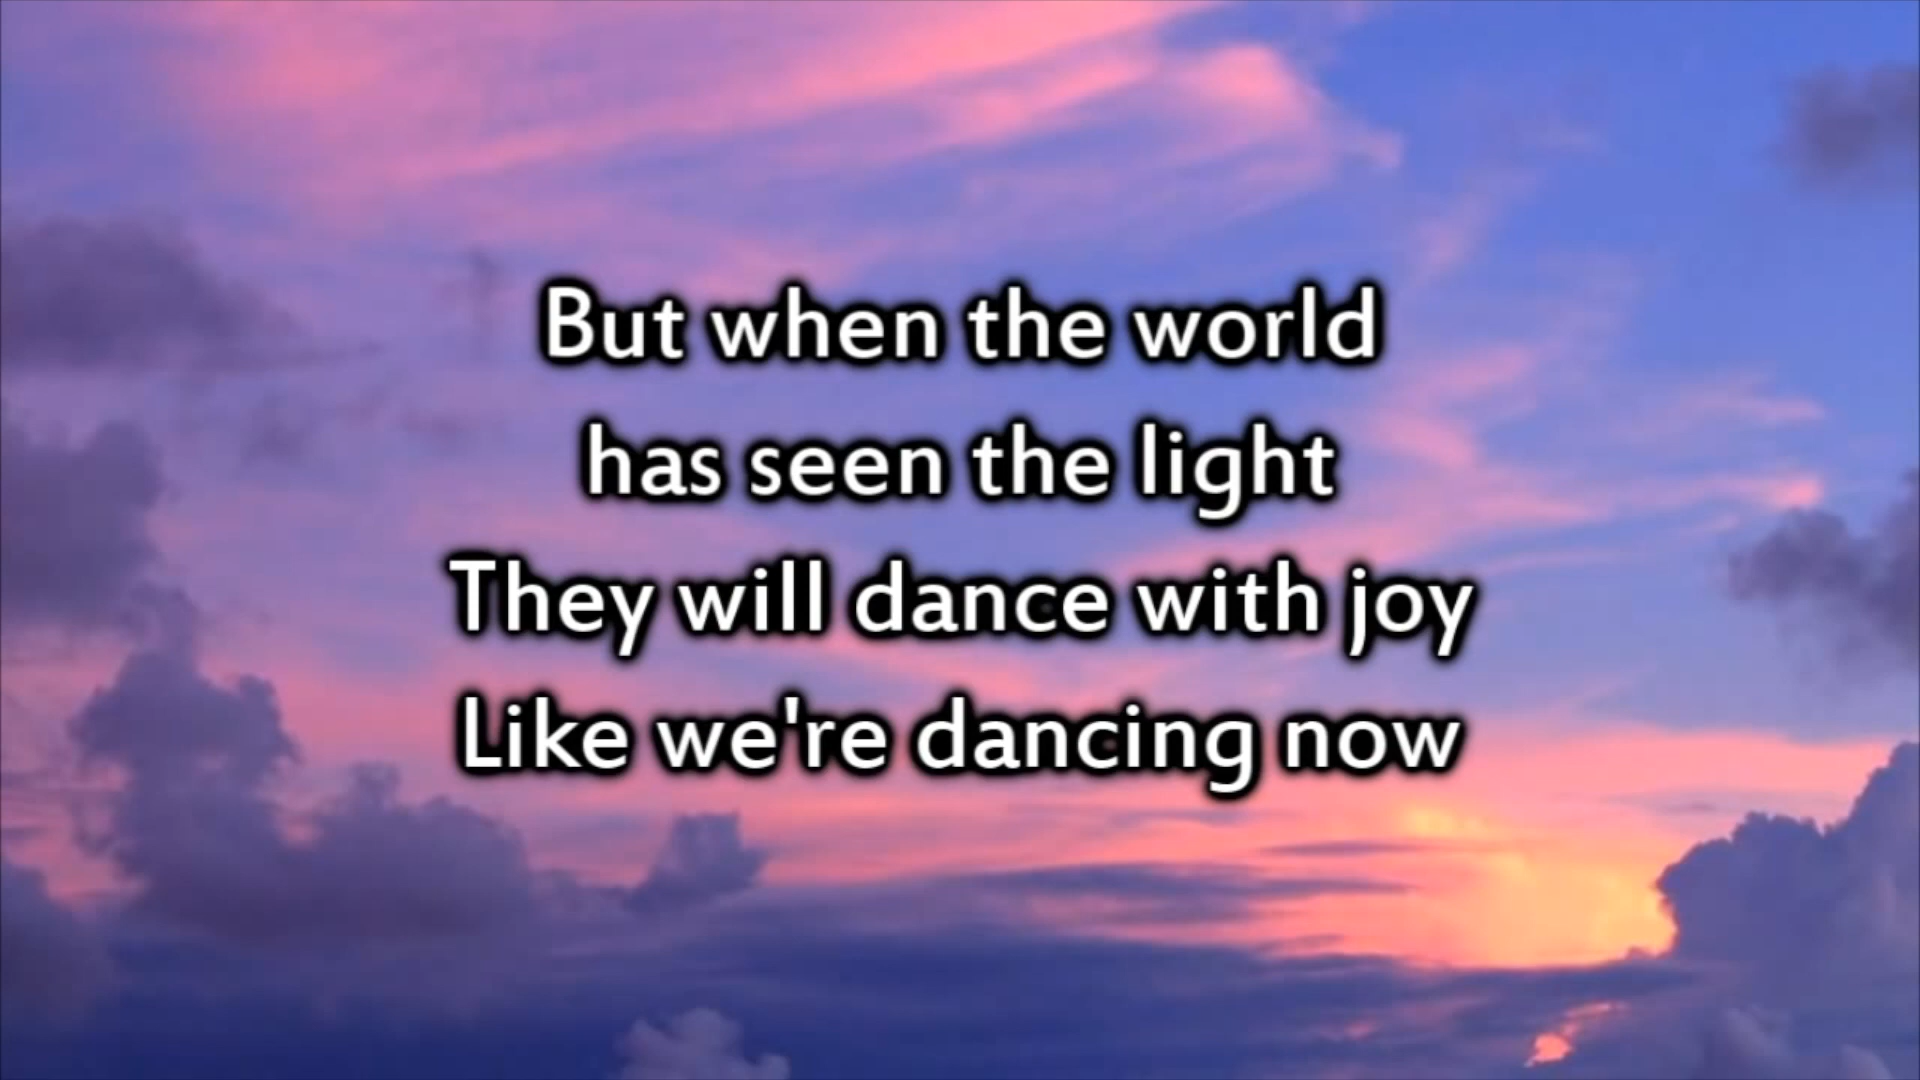 But when the world
has seen the light
They will dance with joy
Like we're dancing now